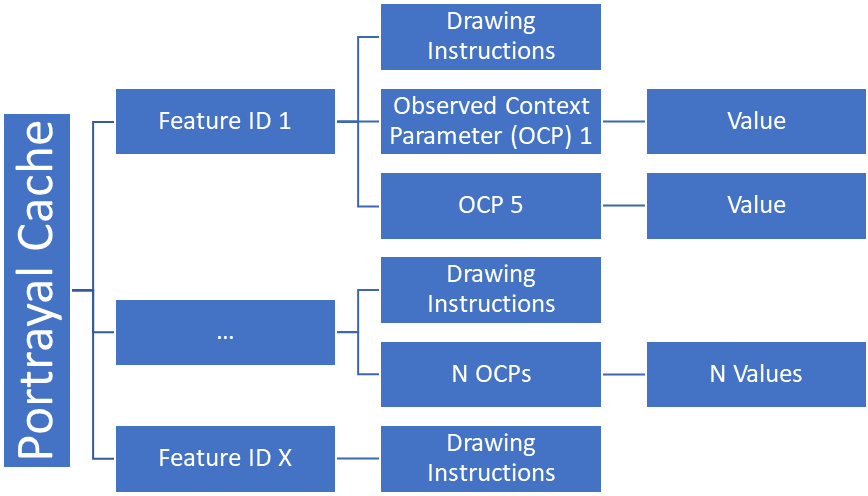 Portrayal Cache
Feature ID 1
Drawing
Instructions
Observed Context
Parameter (OCP) 1
Value
OCP 5
Value
...
Drawing
Instructions
N OCPs
N Values
Feature ID X
Drawing
Instructions